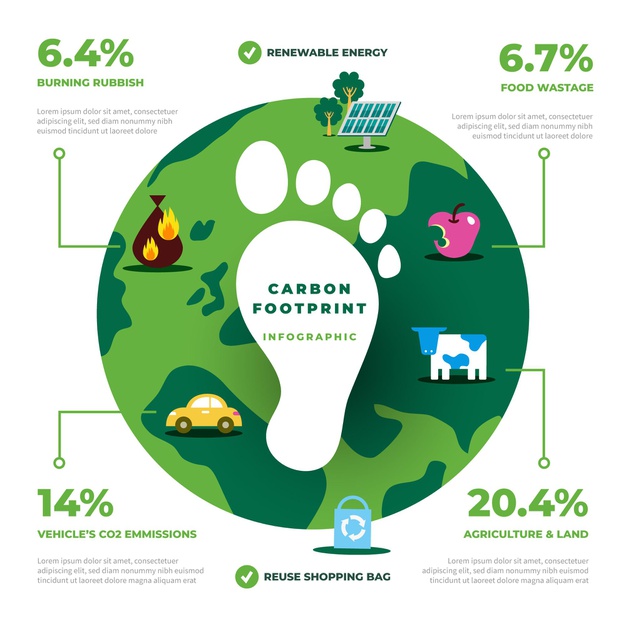 6.4%
BURNING RUBBISH
Lorem ipsum dolor sit amet, consectetuer
adipiscing elit, sed diam nonummy nibh
euismod tincidunt ut laoreet dolore
RENEWABLE ENERGY
6.7%
FOOD WASTAGE
Lorem ipsum dolor sit amet, consectetuer
adipiscing elit, sed diam nonummy nibh
euismod tincidunt ut laoreet
CARBON
FOOTPRINT
INFOGRAPHIC
14%
VEHICLE'S CO2 EMMISSIONS
Lorem ipsum dolor sit amet, consectetuer
adipiscing elit, sed diam nonummy nibh euismod
tincidunt ut laoreet dolore magna aliquam erat
20.4%
AGRICULTURE & LAND
Lorem ipsum dolor sit amet, consectetuer
adipiscing elit, sed diam nonummy nibh euismod
tincidunt ut laoreet dolore magna aliquam erat
REUSE SHOPPING BAG